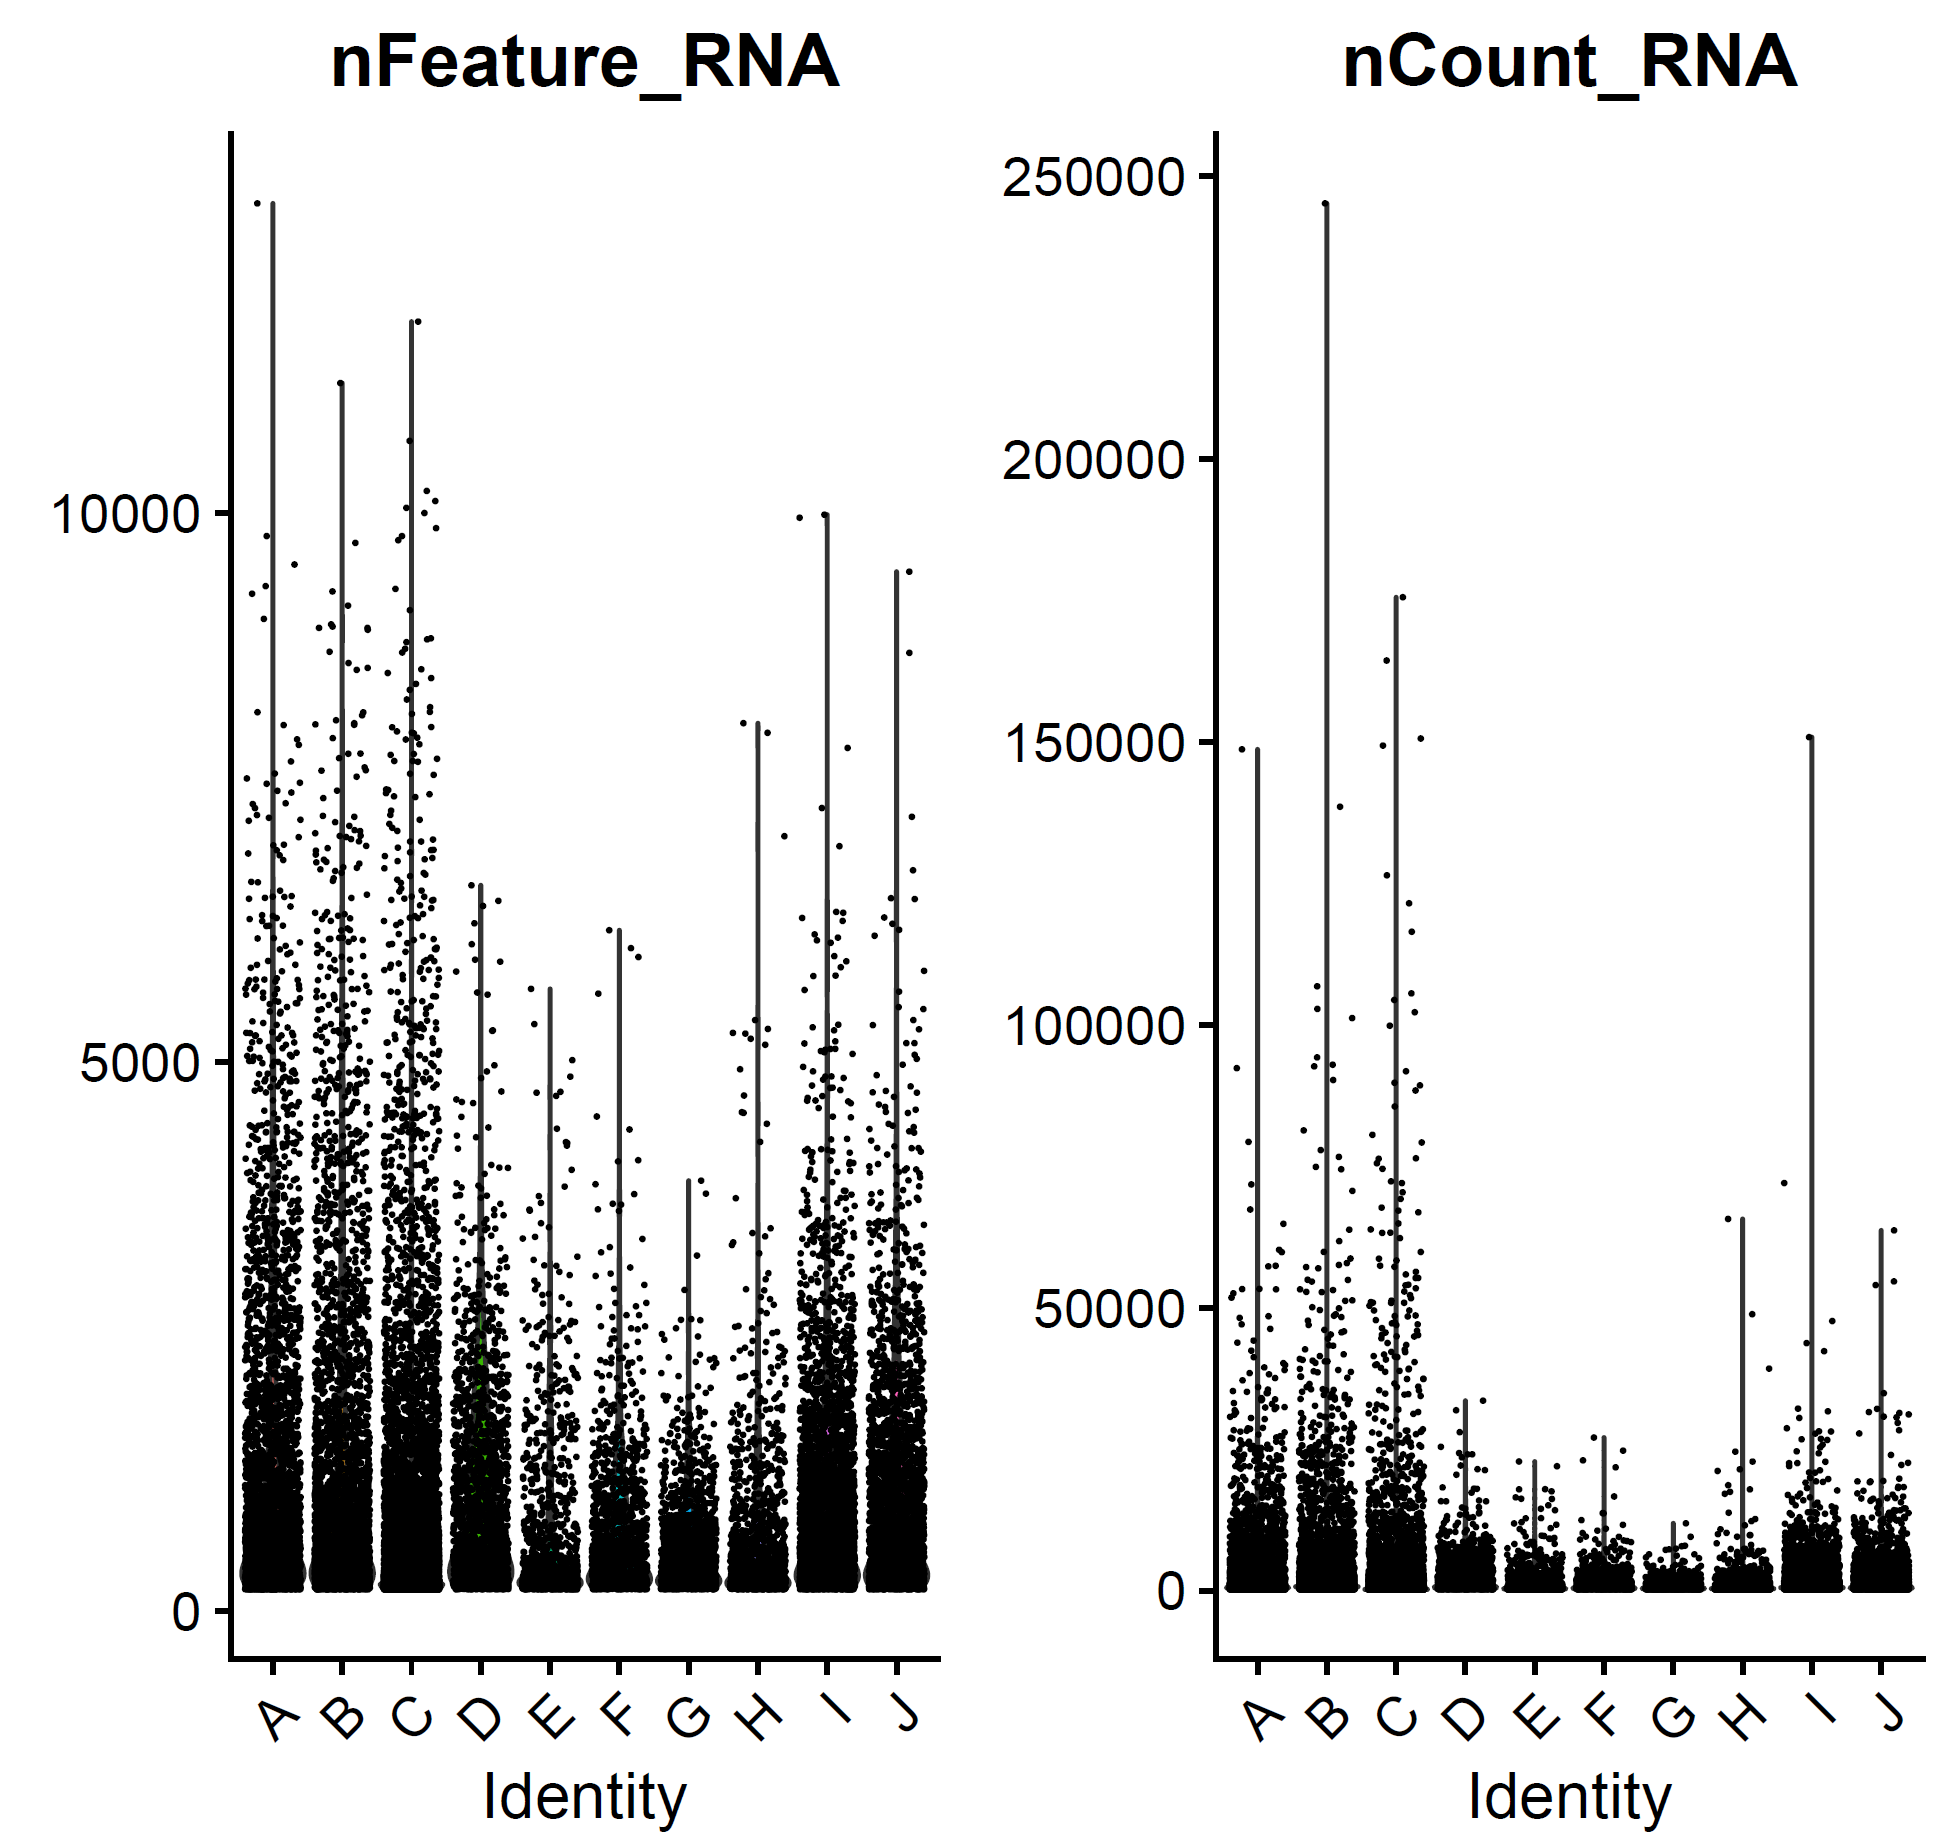 nFeature_RNA
10000
5000
0
A B C D E F G H I J
Identity
nCount_RNA
250000
200000
150000
100000
50000
0
A B C D E F G H I J
Identity